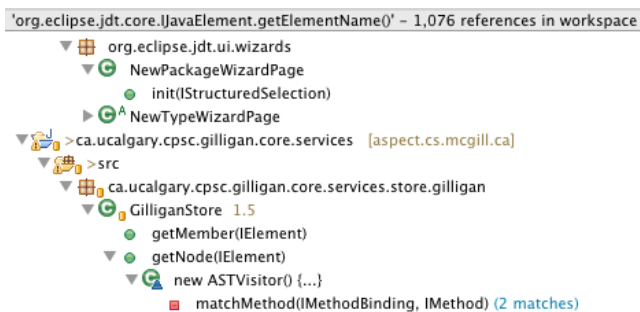 'org.eclipse.jdt.core.IJavaElement.getElementName()' – 1,076 references in workspace
org.eclipse.jdt.ui.wizards
NewPackageWizardPage
init(IStructuredSelection)
NewTypeWizardPage
>ca.ucalgary.cpsc.gilligan.core.services [aspect.cs.mcgill.ca]
>src
ca.ucalgary.cpsc.gilligan.core.services.store.gilligan
GilliganStore 1.5
getMember(IElement)
getNode(IElement)
new ASTVisitor() {...}
matchMethod(IMethodBinding, IMethod) (2 matches)